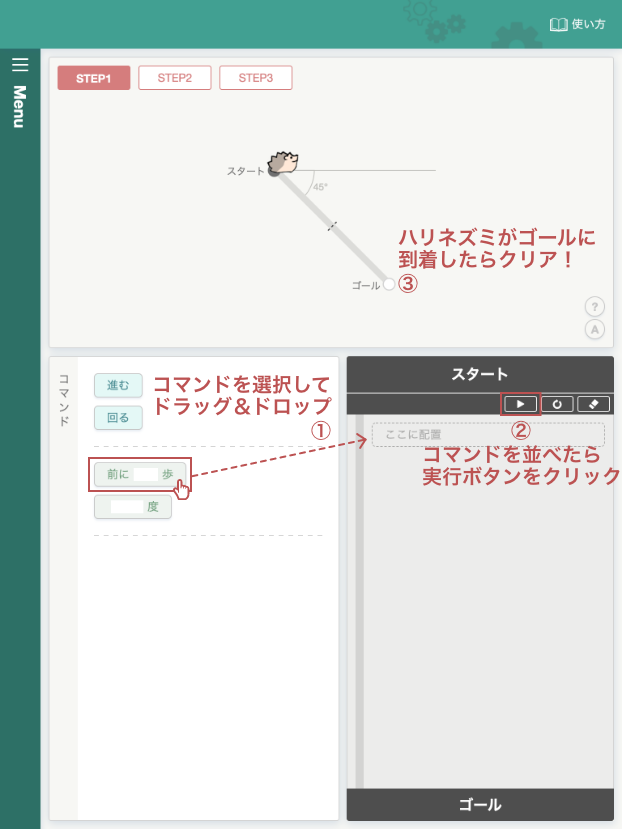 使い方
Menu
STEP1
STEP2
STEP3
スタート
45°
ハリネズミがゴールに
到着したらクリア！
ゴール
③
?
A
コマンド
進む
回る
コマンドを選択して
ドラッグ＆ドロップ
①
前に 歩
度
スタート
ここに配置
②
コマンドを並べたら
実行ボタンをクリック
ゴール